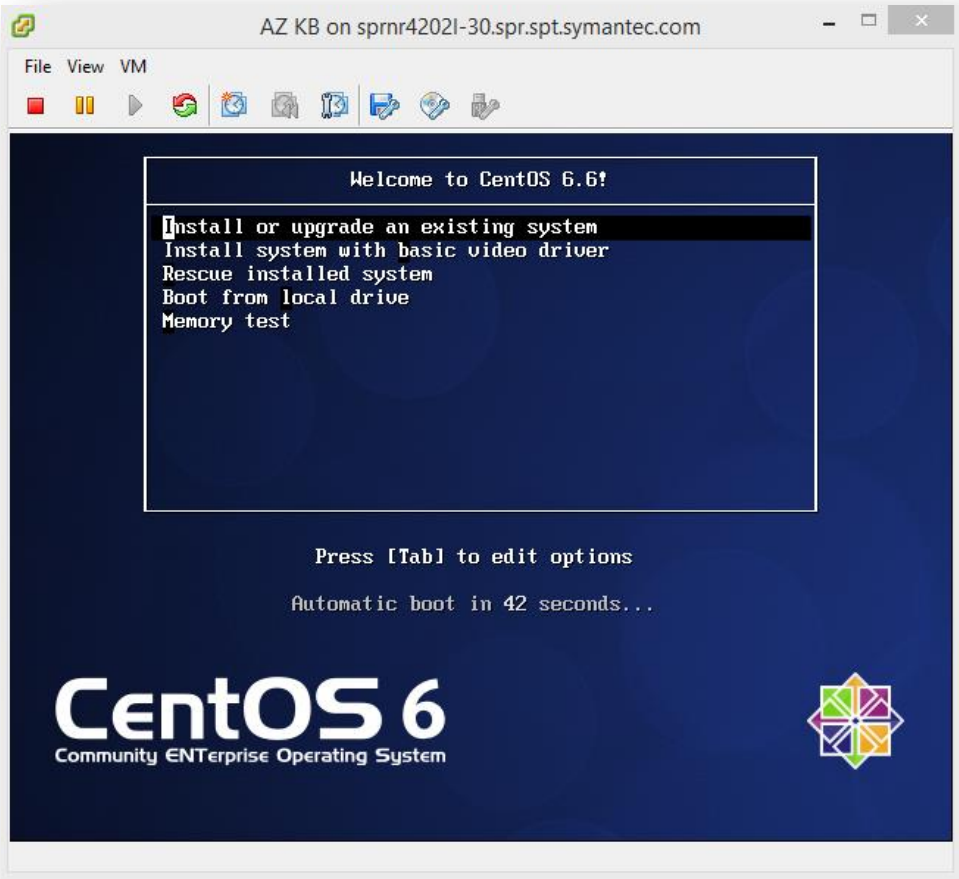 AZ KB on sprnr4202l-30.spr.spt.symantec.com
File View VM
Welcome to CentOS 6.6!
Install or upgrade an existing system
Install system with basic video driver
Rescue installed system
Boot from local drive
Memory test
Press [Tab] to edit options
Automatic boot in 42 seconds...
CentOS 6
Community ENTerprise Operating System